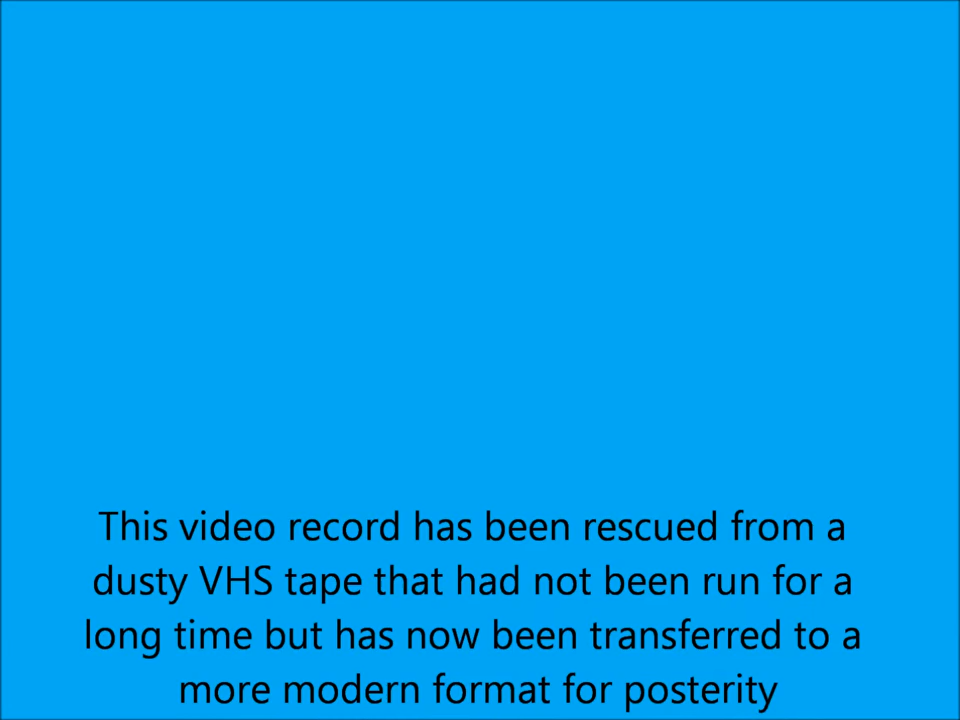 This video record has been rescued from a
dusty VHS tape that had not been run for a
long time but has now been transferred to a
more modern format for posterity